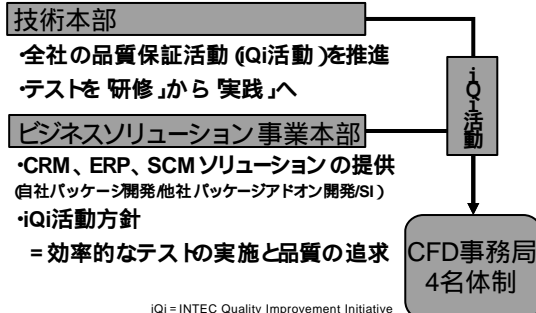 技術本部
・全社の品質保証活動(iQi活動)を推進
・テストを「研修」から「実践」へ
iQi活動
ビジネスソリューション事業本部
・CRM、ERP、SCMソリューションの提供
(自社パッケージ開発/他社パッケージアドオン開発/SI)
・iQi活動方針
=効率的なテストの実施と品質の追求
CFD事務局
4名体制
iQi = INTEC Quality Improvement Initiative